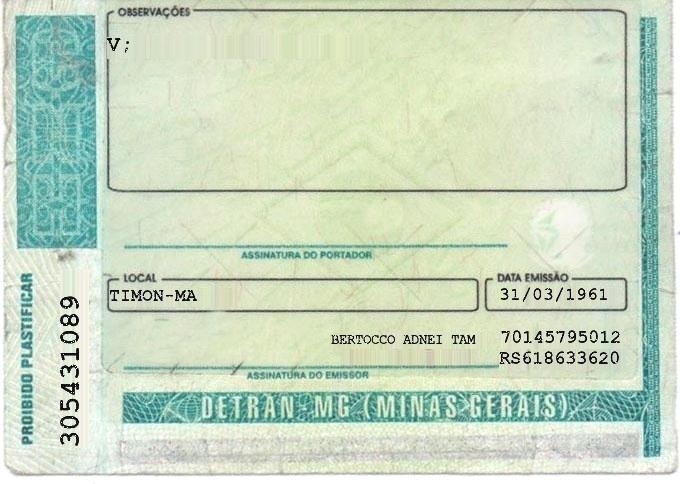 OBSERVAÇÕES
V;
ASSINATURA DO PORTADOR
LOCAL
TIMON-MA
DATA EMISSÃO
31/03/1961
BERTOCCO ADNEI TAM
70145795012
RS618633620
ASSINATURA DO EMISSOR
DETRAN-MG (MINAS GERAIS)
PROIBIDO PLASTIFICAR
305431089